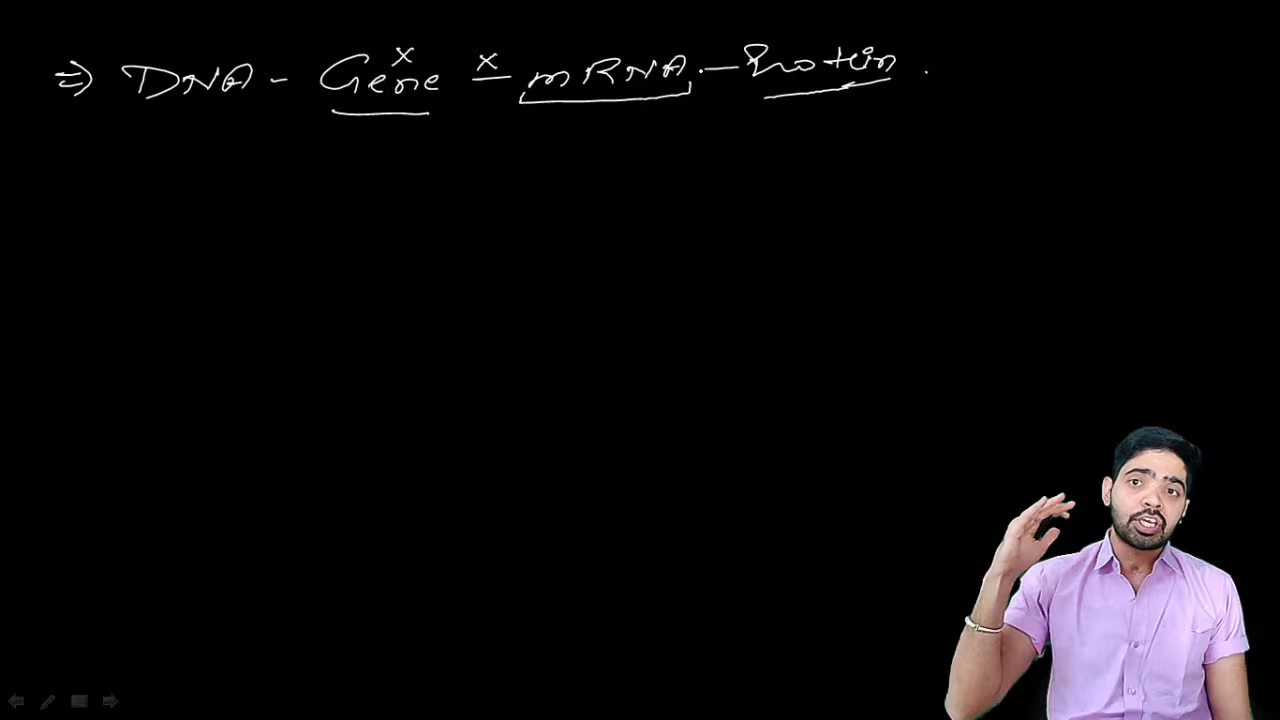 ⇒ DNA - Gene - mRNA. - Protein .